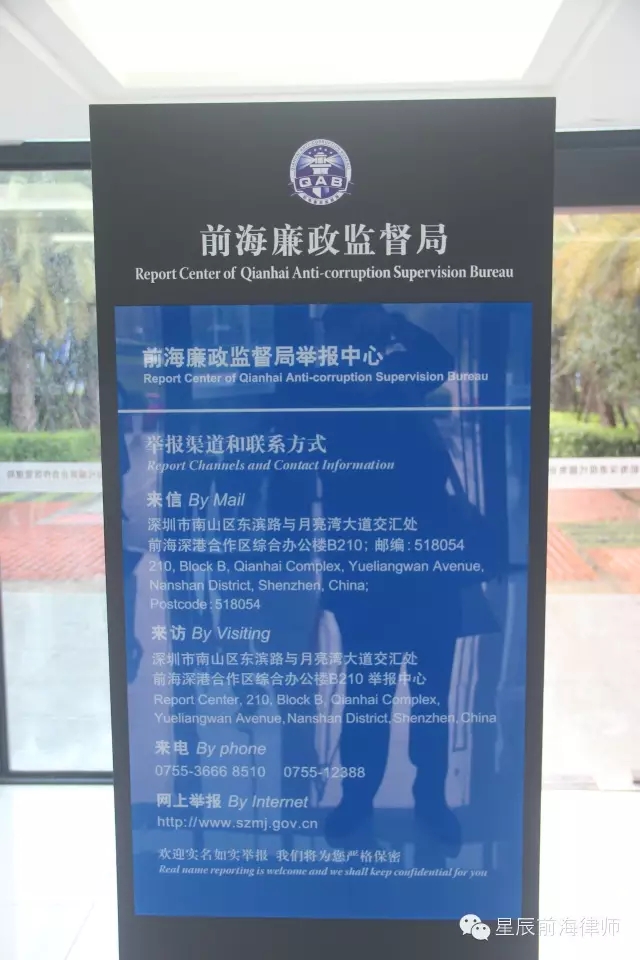 QAB
前海廉政监督局
Report Center of Qianhai Anti-corruption Supervision Bureau
前海廉政监督局举报中心
Report Center of Qianhai Anti-corruption Supervision Bureau
举报渠道和联系方式
Report Channels and Contact Information
来信 By Mail
深圳市南山区东滨路与月亮湾大道交汇处
前海深港合作区综合办公楼B210；邮编：518054
210, Block B, Qianhai Complex, Yueliangwan Avenue,
Nanshan District, Shenzhen, China;
Postcode: 518054
来访 By Visiting
深圳市南山区东滨路与月亮湾大道交汇处
前海深港合作区综合办公楼B210 举报中心
Report Center, 210, Block B, Qianhai Complex,
Yueliangwan Avenue, Nanshan District, Shenzhen, China
来电 By phone
0755-3666 8510 0755-12388
网上举报 By Internet
http://www.szmj.gov.cn
欢迎实名如实举报 我们将为您严格保密
Real name reporting is welcome and we shall keep confidential for you
星辰前海律师